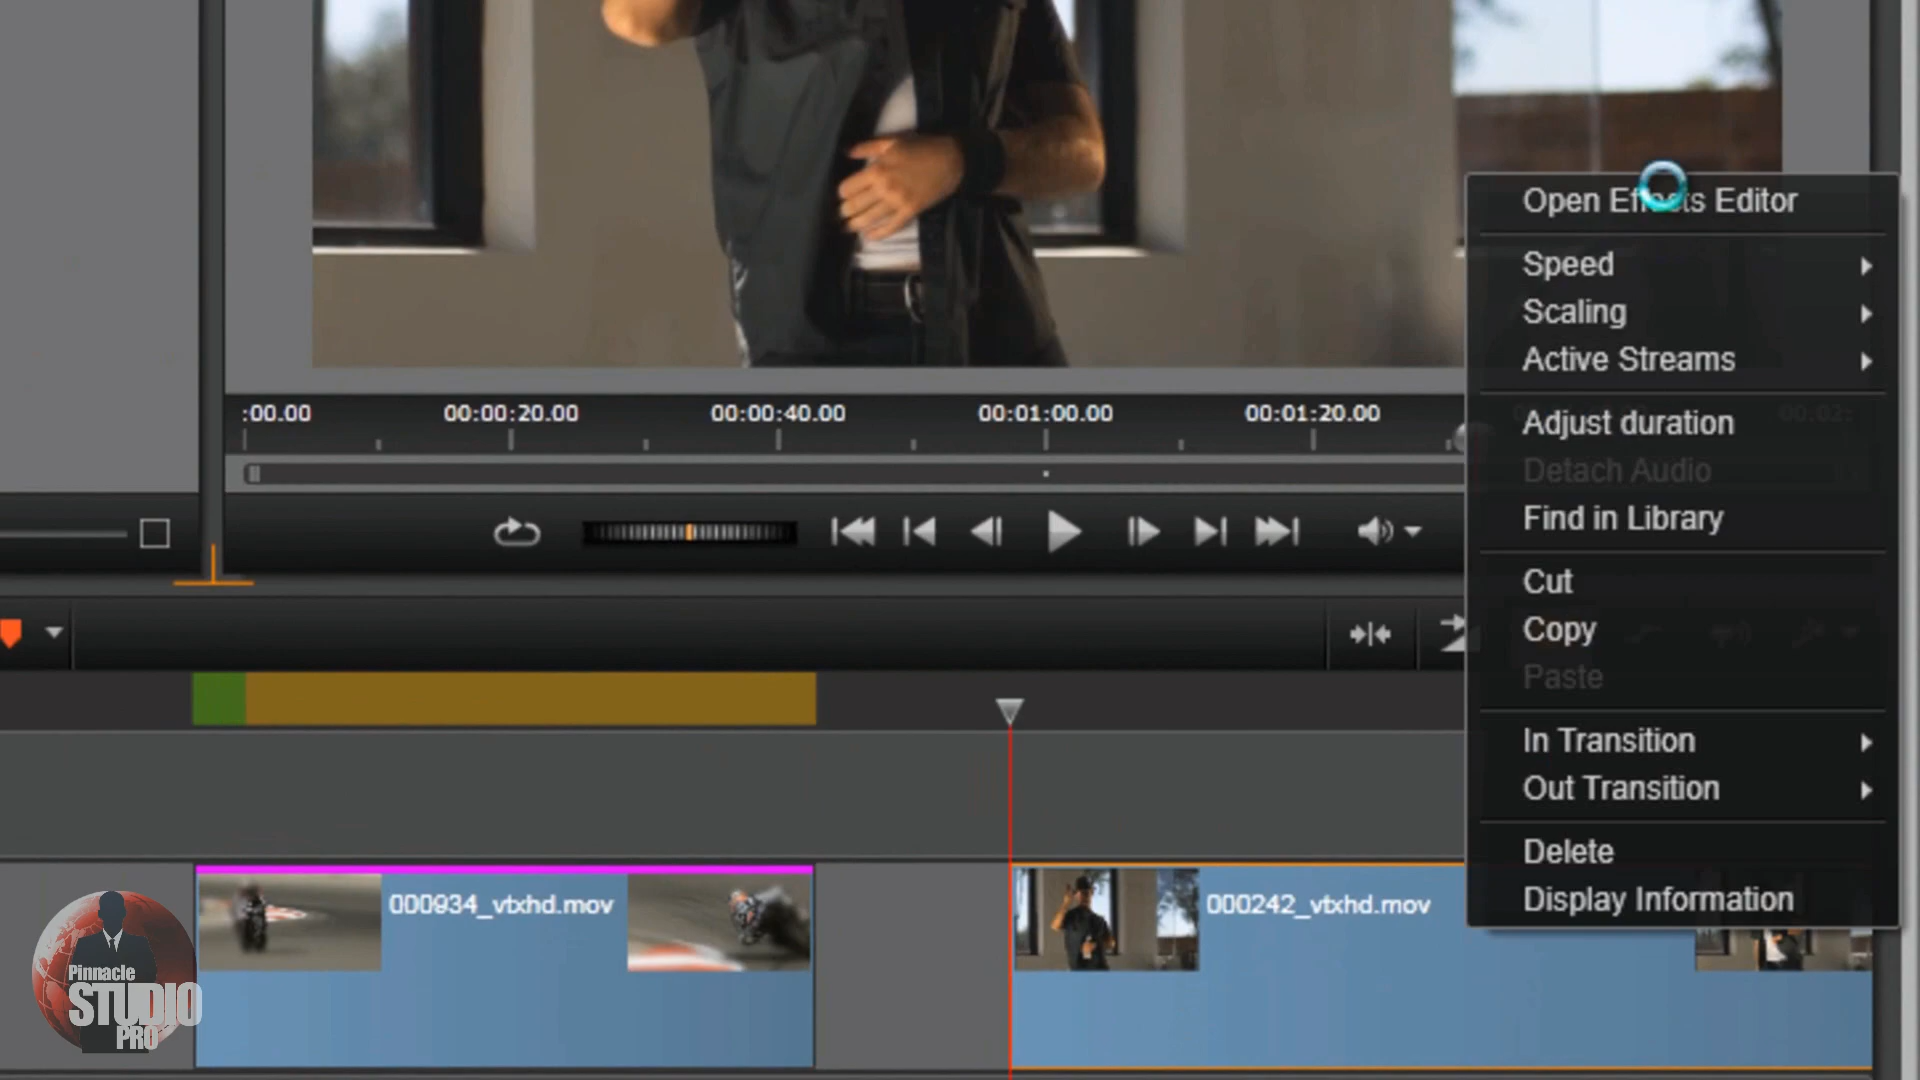 Open Effects Editor
Speed
Scaling
Active Streams
:00.00 00:00:20.00 00:00:40.00 00:01:00.00 00:01:20.00
Adjust duration
Detach Audio
Find in Library
Cut
Copy
Paste
In Transition
Out Transition
Delete
Display Information
000934_vtxhd.mov
000242_vtxhd.mov
Pinnacle
STUDIO
PRO